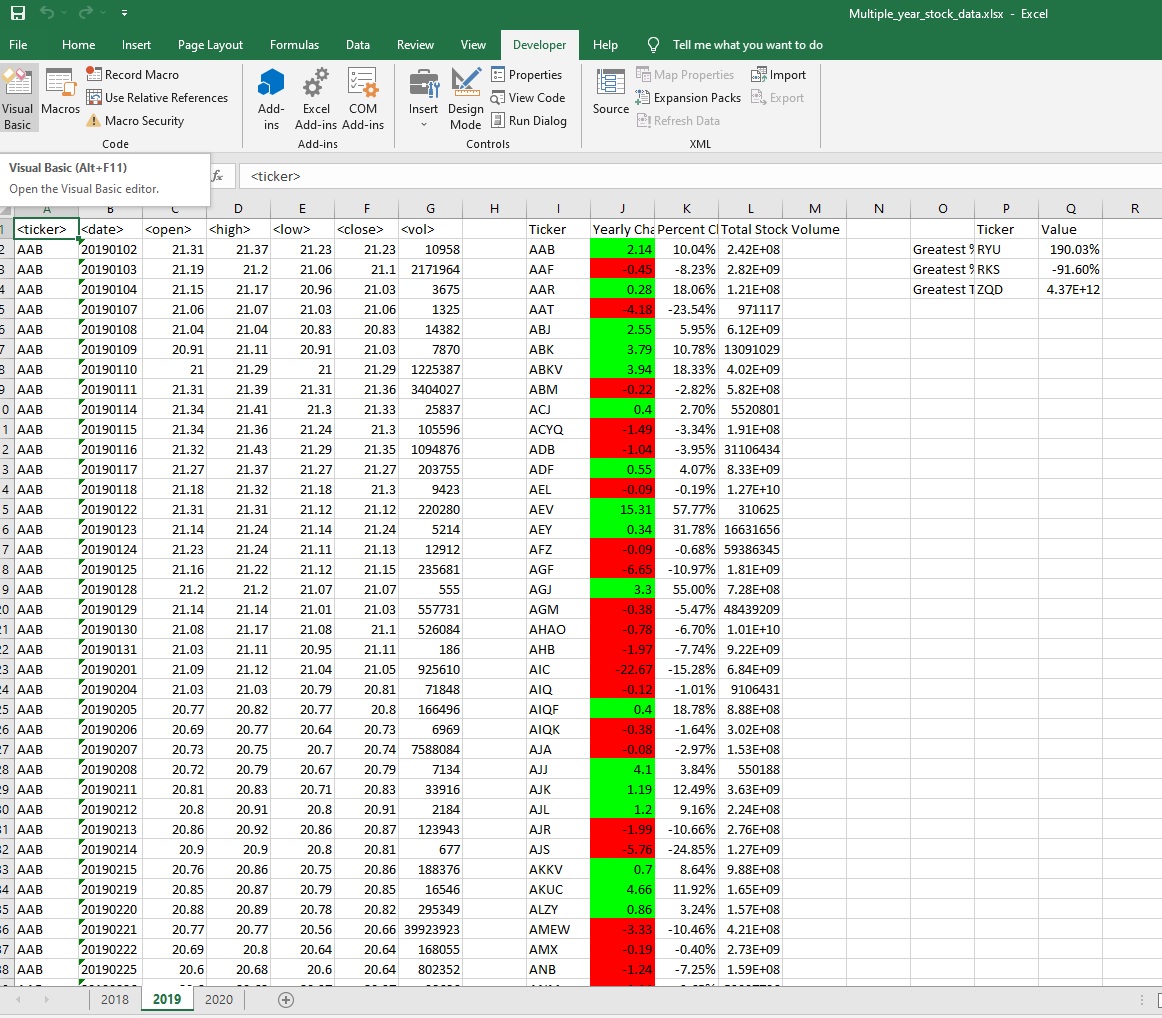 Multiple_year_stock_data.xlsx - Excel
File Home Insert Page Layout Formulas Data Review View Developer Help Tell me what you want to do
Visual Basic
Macros
Record Macro
Use Relative References
Macro Security
Code
Add-ins
Excel Add-ins
COM Add-ins
Add-ins
Insert
Design Mode
Properties
View Code
Run Dialog
Controls
Source
Map Properties
Expansion Packs
Refresh Data
Import
Export
XML
Visual Basic (Alt+F11)
Open the Visual Basic editor.
fx <ticker>
A B C D E F G H I J K L M N O P Q R
1 <ticker> <date> <open> <high> <low> <close> <vol> Ticker Yearly Cha Percent Cl Total Stock Volume Ticker Value
2 AAB 20190102 21.31 21.37 21.23 21.23 10958 AAB 2.14 10.04% 2.42E+08 Greatest % RYU 190.03%
3 AAB 20190103 21.19 21.2 21.06 21.1 2171964 AAF -0.45 -8.23% 2.82E+09 Greatest % RKS -91.60%
4 AAB 20190104 21.15 21.17 20.96 21.03 3675 AAR 0.28 18.06% 1.21E+08 Greatest T ZQD 4.37E+12
5 AAB 20190107 21.06 21.07 21.03 21.06 1325 AAT -4.18 -23.54% 971117
6 AAB 20190108 21.04 21.04 20.83 20.83 14382 ABJ 2.55 5.95% 6.12E+09
7 AAB 20190109 20.91 21.11 20.91 21.03 7870 ABK 3.79 10.78% 13091029
8 AAB 20190110 21 21.29 21 21.29 1225387 ABKV 3.94 18.33% 4.02E+09
9 AAB 20190111 21.31 21.39 21.31 21.36 3404027 ABM -0.22 -2.82% 5.82E+08
0 AAB 20190114 21.34 21.41 21.3 21.33 25837 ACJ 0.4 2.70% 5520801
1 AAB 20190115 21.34 21.36 21.24 21.3 105596 ACYQ -1.49 -3.34% 1.91E+08
2 AAB 20190116 21.32 21.43 21.29 21.35 1094876 ADB -1.04 -3.95% 31106434
3 AAB 20190117 21.27 21.37 21.27 21.27 203755 ADF 0.55 4.07% 8.33E+09
4 AAB 20190118 21.18 21.32 21.18 21.3 9423 AEL -0.09 -0.19% 1.27E+10
5 AAB 20190122 21.31 21.31 21.12 21.12 220280 AEV 15.31 57.77% 310625
6 AAB 20190123 21.14 21.24 21.14 21.24 5214 AEY 0.34 31.78% 16631656
7 AAB 20190124 21.23 21.24 21.11 21.13 12912 AFZ -0.09 -0.68% 59386345
8 AAB 20190125 21.16 21.22 21.12 21.15 235681 AGF -6.65 -10.97% 1.81E+09
9 AAB 20190128 21.2 21.2 21.07 21.07 555 AGJ 3.3 55.00% 7.28E+08
20 AAB 20190129 21.14 21.14 21.01 21.03 557731 AGM -0.38 -5.47% 48439209
21 AAB 20190130 21.08 21.17 21.08 21.1 526084 AHAO -0.78 -6.70% 1.01E+10
22 AAB 20190131 21.03 21.11 20.95 21.11 186 AHB -1.97 -7.74% 9.22E+09
23 AAB 20190201 21.09 21.12 21.04 21.05 925610 AIC -22.67 -15.28% 6.84E+09
24 AAB 20190204 21.03 21.03 20.79 20.81 71848 AIQ -0.12 -1.01% 9106431
25 AAB 20190205 20.77 20.82 20.77 20.8 166496 AIQF 0.4 18.78% 8.88E+08
26 AAB 20190206 20.69 20.77 20.64 20.73 6969 AIQK -0.38 -1.64% 3.02E+08
27 AAB 20190207 20.73 20.75 20.7 20.74 7588084 AJA -0.08 -2.97% 1.53E+08
28 AAB 20190208 20.72 20.79 20.67 20.79 7134 AJJ 4.1 3.84% 550188
29 AAB 20190211 20.81 20.83 20.71 20.83 33916 AJK 1.19 12.49% 3.63E+09
30 AAB 20190212 20.8 20.91 20.8 20.91 2184 AJL 1.2 9.16% 2.24E+08
31 AAB 20190213 20.86 20.92 20.86 20.87 123943 AJR -1.99 -10.66% 2.76E+08
32 AAB 20190214 20.9 20.9 20.8 20.81 677 AJS -5.76 -24.85% 1.27E+09
33 AAB 20190215 20.76 20.86 20.75 20.86 188376 AKKV 0.7 8.64% 9.88E+08
34 AAB 20190219 20.85 20.87 20.79 20.85 16546 AKUC 4.66 11.92% 1.65E+09
35 AAB 20190220 20.88 20.89 20.78 20.82 295349 ALZY 0.86 3.24% 1.57E+08
36 AAB 20190221 20.77 20.77 20.56 20.66 39923923 AMEW -3.33 -10.46% 4.21E+08
37 AAB 20190222 20.69 20.8 20.64 20.64 168055 AMX -0.19 -0.40% 2.73E+09
38 AAB 20190225 20.6 20.68 20.6 20.64 802352 ANB -1.24 -7.25% 1.59E+08
2018 2019 2020